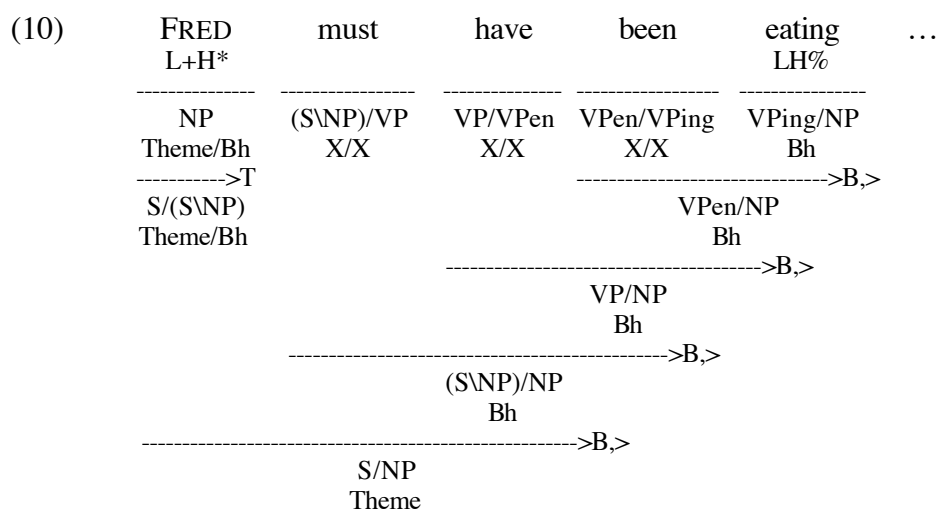 (10) FRED must have been eating …
L+H* LH%
--------------- ----------------- --------------- ------------------ ----------------
NP (S\NP)/VP VP/VPen VPen/VPing VPing/NP
Theme/Bh X/X X/X X/X Bh
----------->T ------------------------------->B,>
S/(S\NP) VPen/NP
Theme/Bh Bh
--------------------------------------->B,>
VP/NP
Bh
----------------------------------------------->B,>
(S\NP)/NP
Bh
------------------------------------------------------>B,>
S/NP
Theme